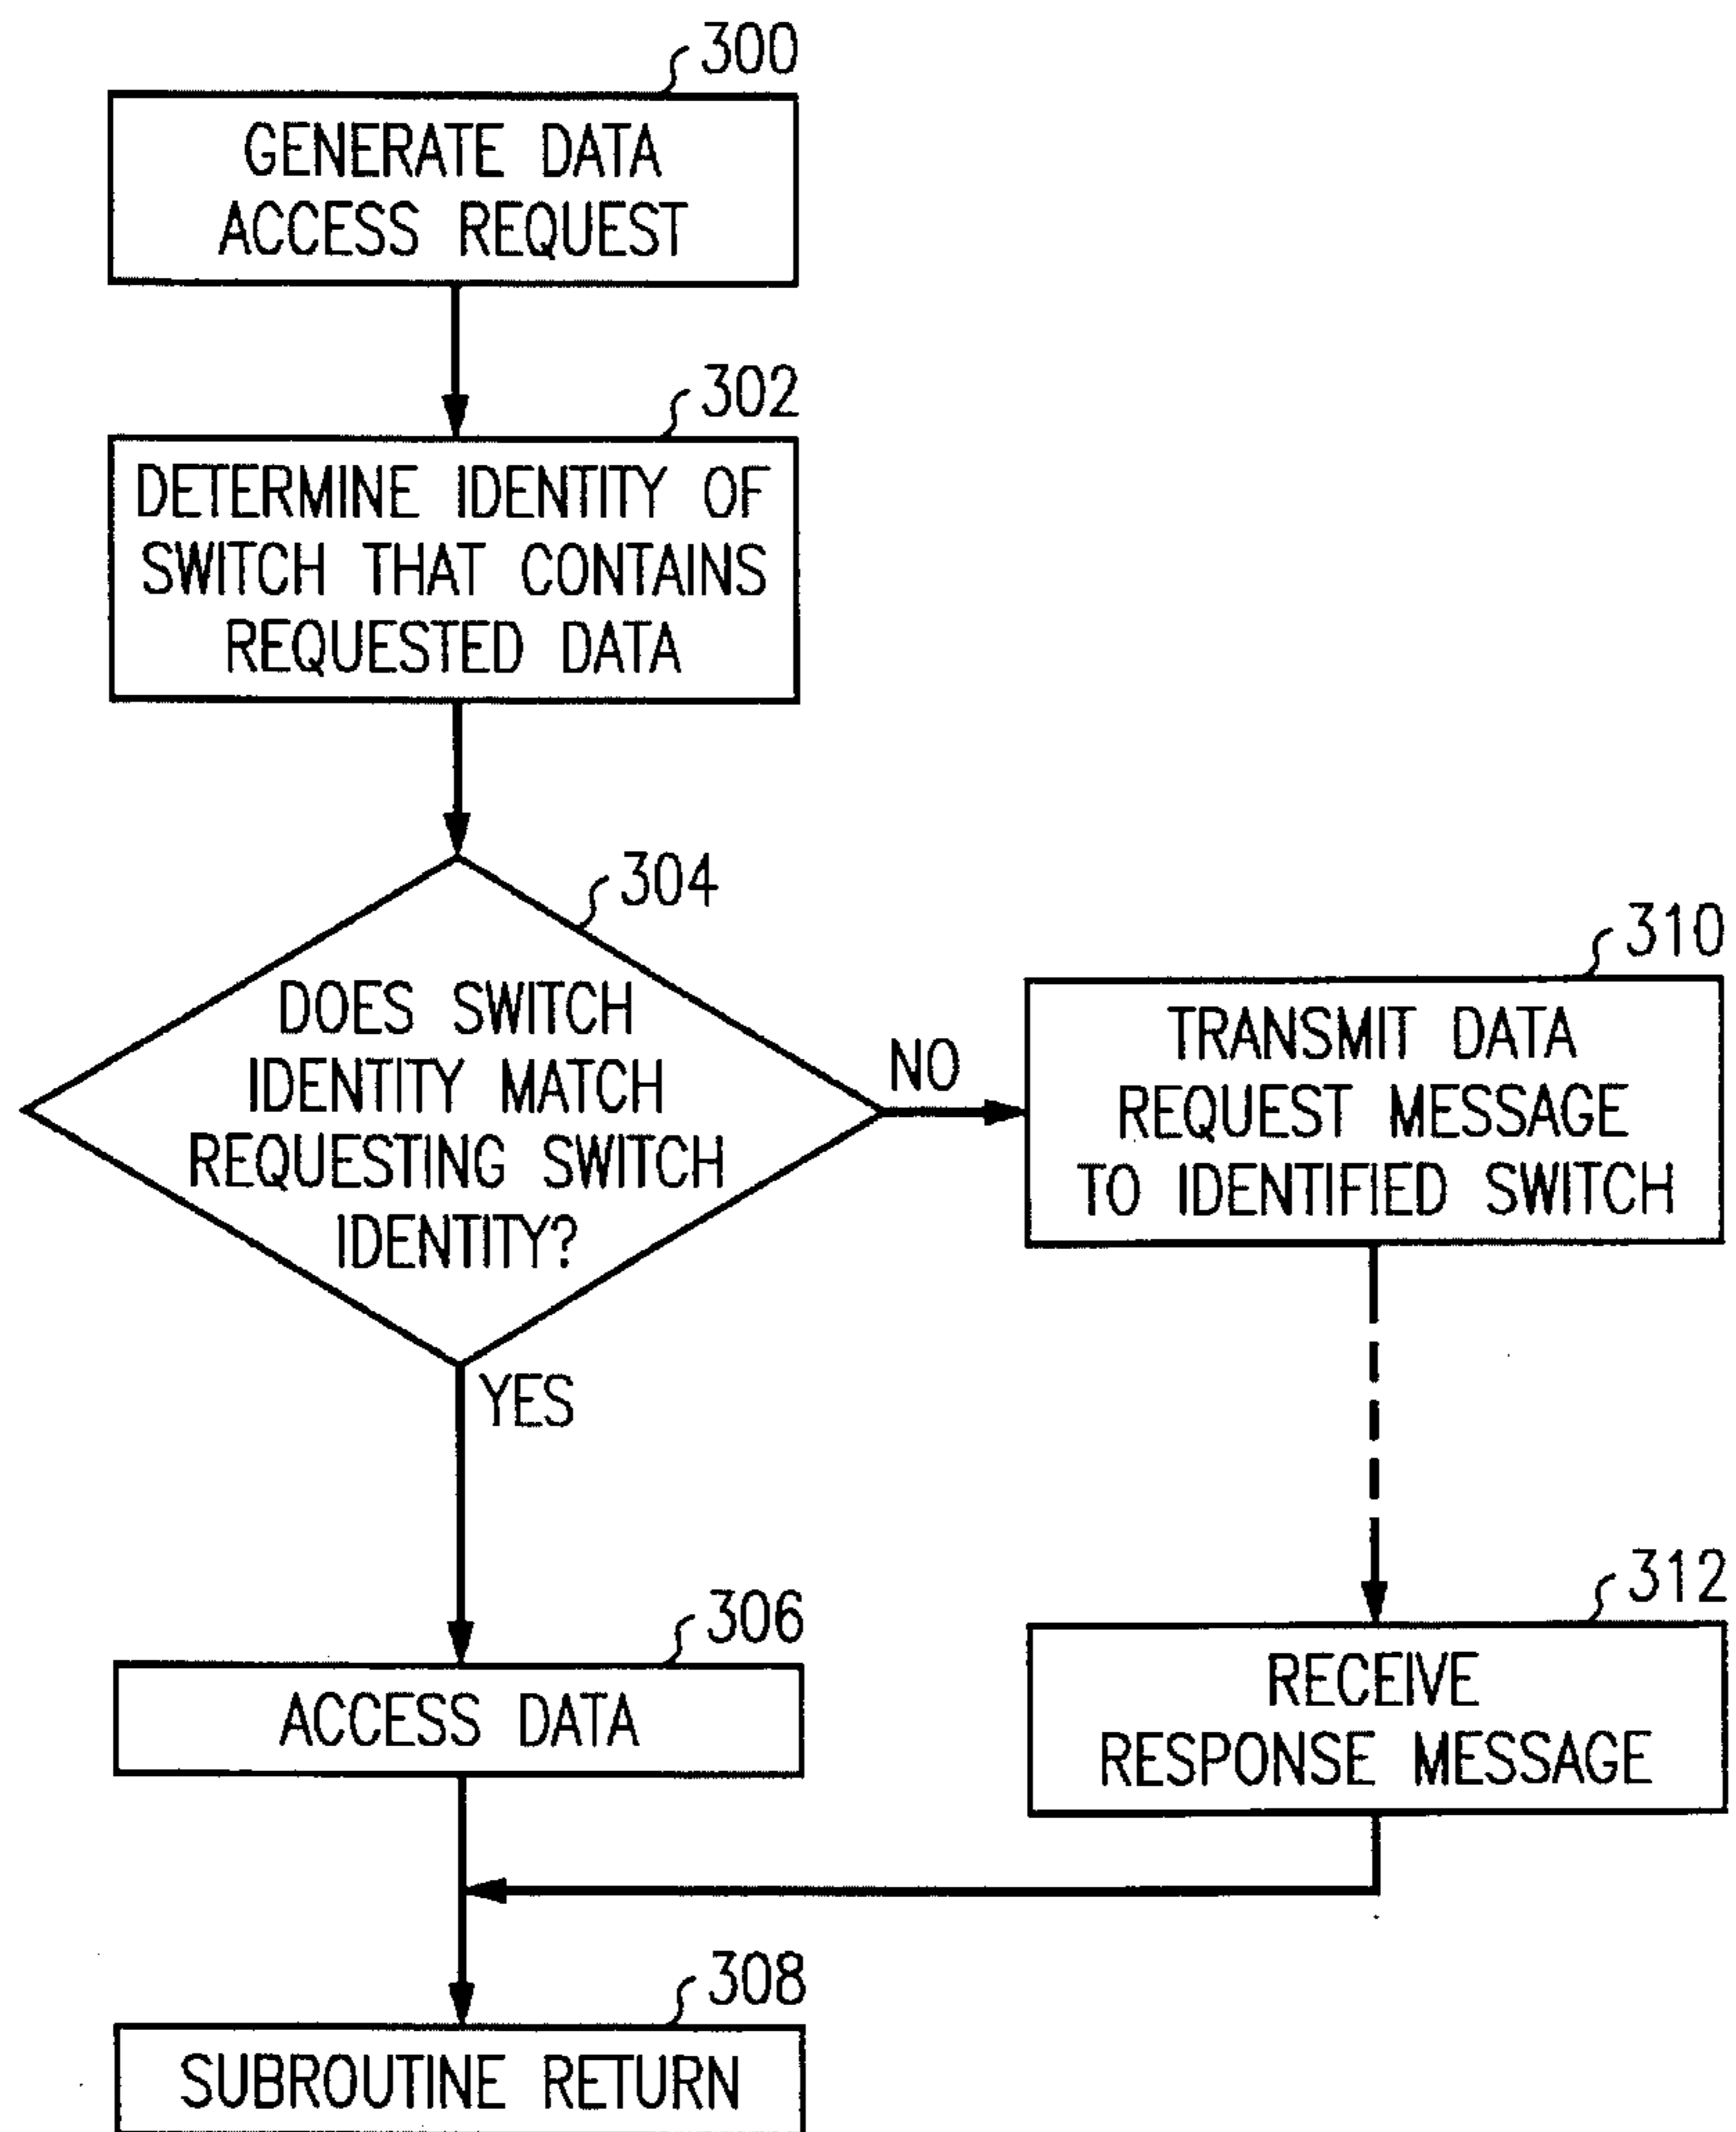 300
GENERATE DATA
ACCESS REQUEST
302
DETERMINE IDENTITY OF
SWITCH THAT CONTAINS
REQUESTED DATA
304
DOES SWITCH
IDENTITY MATCH
REQUESTING SWITCH
IDENTITY?
NO
YES
310
TRANSMIT DATA
REQUEST MESSAGE
TO IDENTIFIED SWITCH
312
RECEIVE
RESPONSE MESSAGE
306
ACCESS DATA
308
SUBROUTINE RETURN